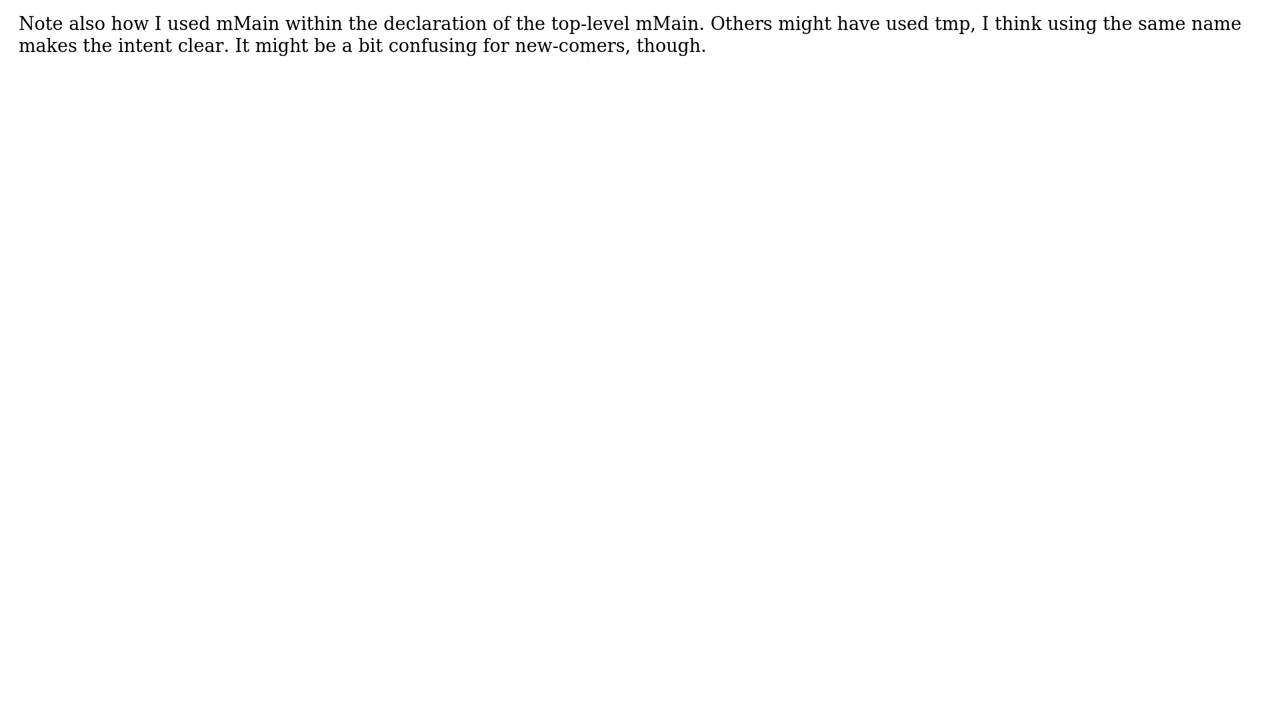 Note also how I used mMain within the declaration of the top-level mMain. Others might have used tmp, I think using the same name
makes the intent clear. It might be a bit confusing for new-comers, though.